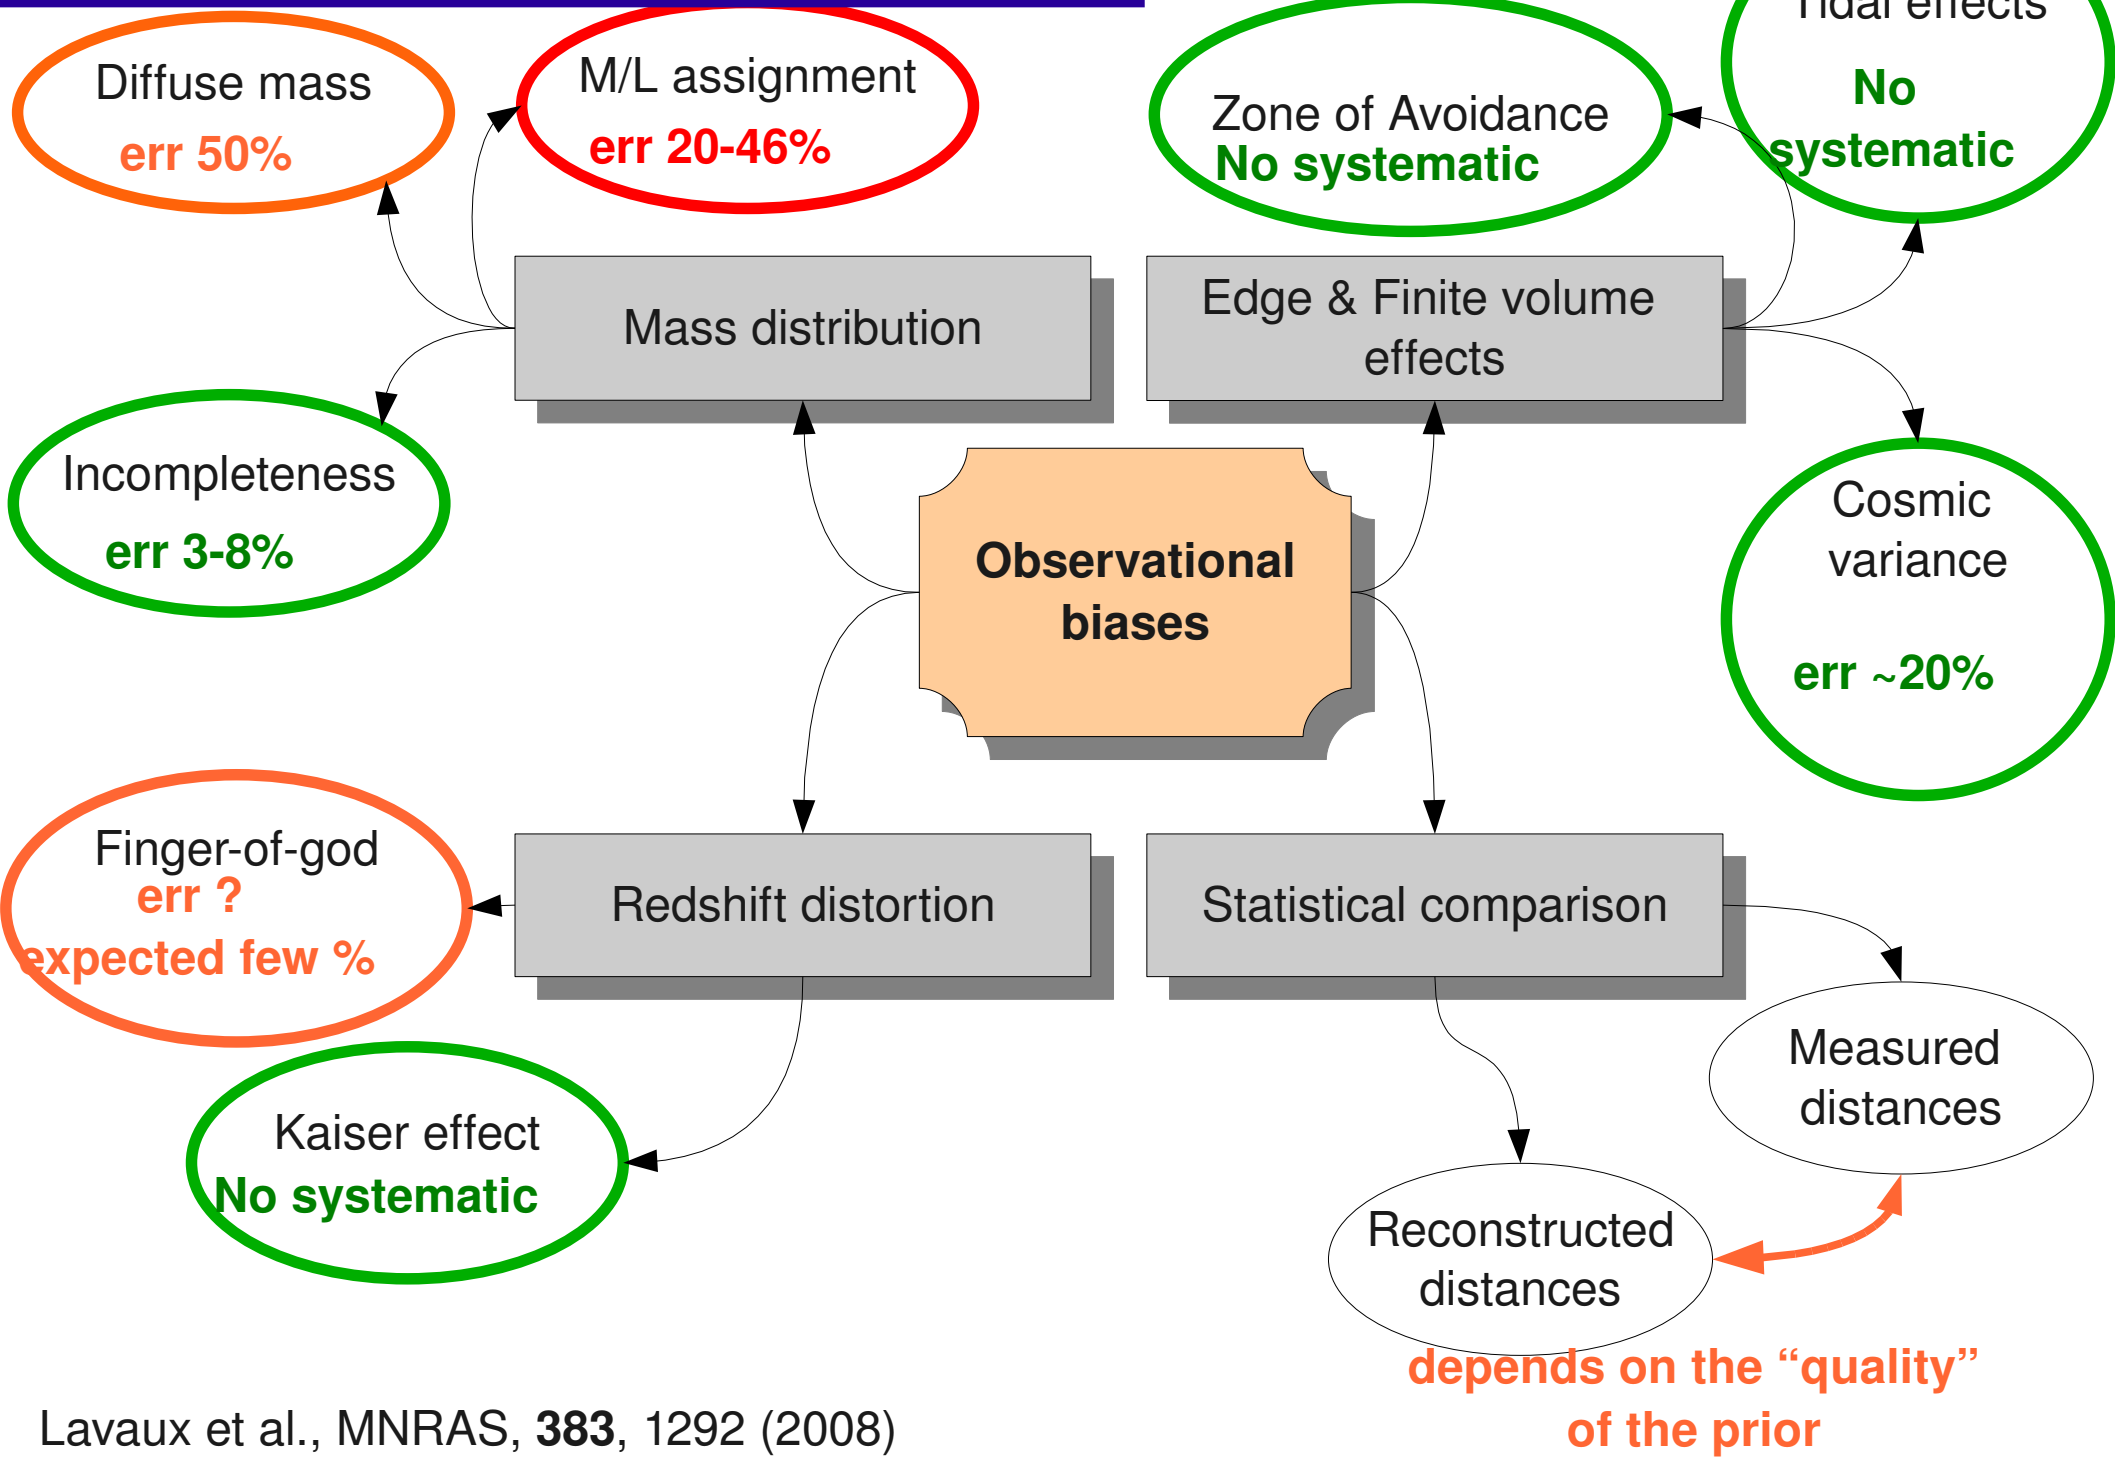 Tidal effects
No
systematic
Diffuse mass
err 50%
M/L assignment
err 20-46%
Zone of Avoidance
No systematic
Mass distribution
Edge & Finite volume
effects
Incompleteness
err 3-8%
Observational
biases
Cosmic
variance
err ~20%
Finger-of-god
err ?
expected few %
Redshift distortion
Statistical comparison
Kaiser effect
No systematic
Measured
distances
Reconstructed
distances
depends on the “quality”
of the prior
Lavaux et al., MNRAS, 383, 1292 (2008)